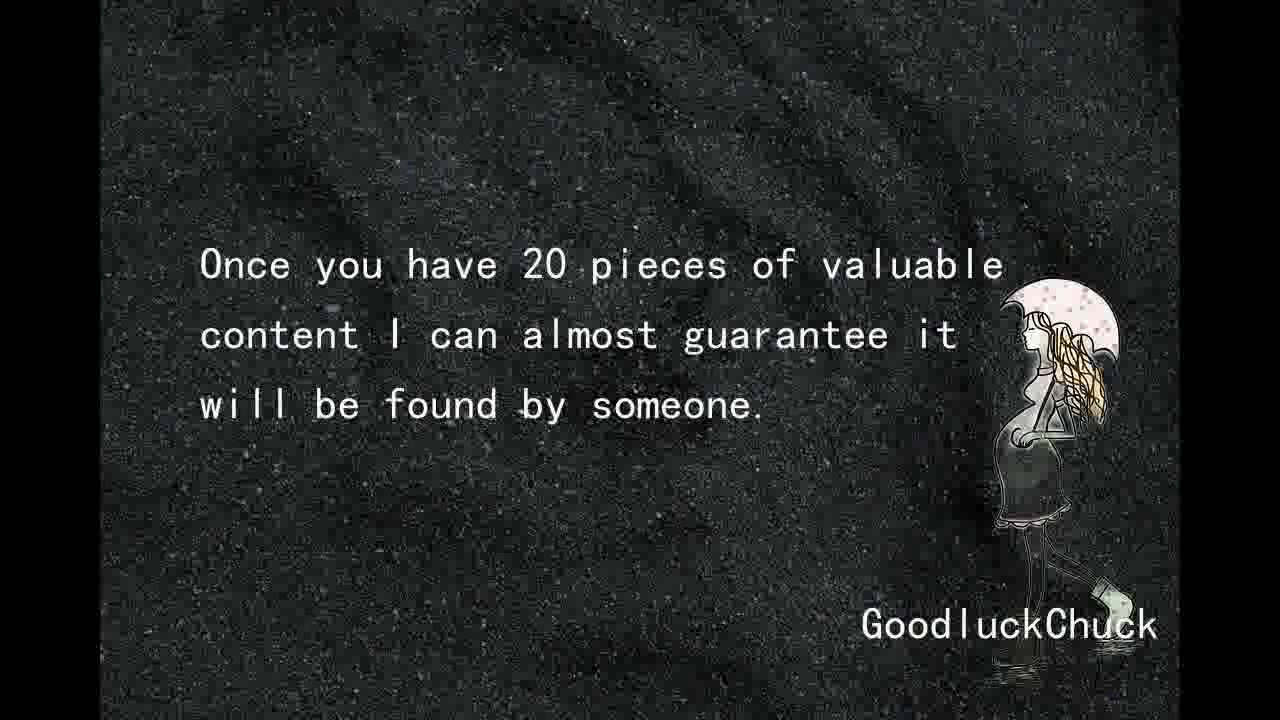 Once you have 20 pieces of valuable
content I can almost guarantee it
will be found by someone.
GoodluckChuck